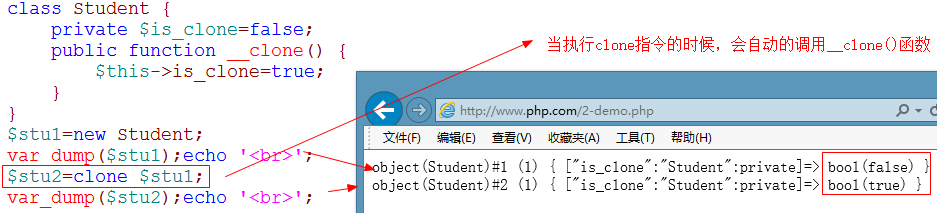 class Student {
private $is_clone=false;
public function __clone() {
$this->is_clone=true;
}
}
$stu1=new Student;
var_dump($stu1);echo '<br>';
$stu2=clone $stu1;
var_dump($stu2);echo '<br>';
当执行clone指令的时候，会自动的调用__clone()函数
http://www.php.com/2-demo.php
文件(F) 编辑(E) 查看(V) 收藏夹(A) 工具(T) 帮助(H)
object(Student)#1 (1) { ["is_clone":"Student":private]=> bool(false) }
object(Student)#2 (1) { ["is_clone":"Student":private]=> bool(true) }